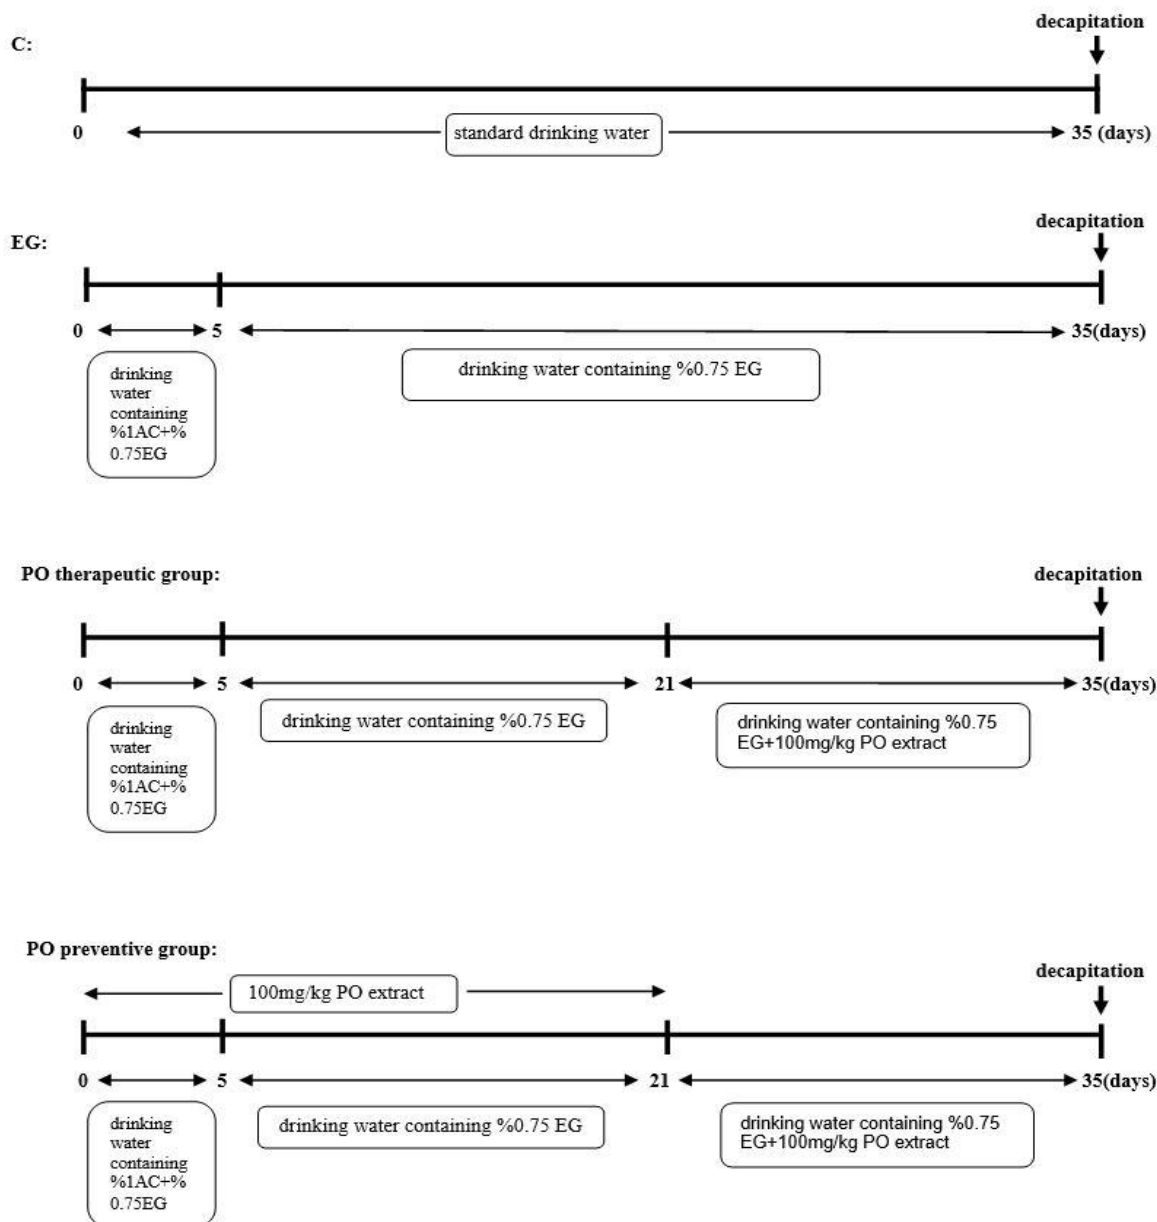 decapitation
C:
0
standard drinking water
35 (days)
decapitation
EG:
0
5
35(days)
drinking
water
containing
%1AC+%
0.75EG
drinking water containing %0.75 EG
PO therapeutic group:
decapitation
0
5
21
35(days)
drinking
water
containing
%1AC+%
0.75EG
drinking water containing %0.75 EG
drinking water containing %0.75
EG+100mg/kg PO extract
PO preventive group:
decapitation
100mg/kg PO extract
0
5
21
35(days)
drinking
water
containing
%1AC+%
0.75EG
drinking water containing %0.75 EG
drinking water containing %0.75
EG+100mg/kg PO extract